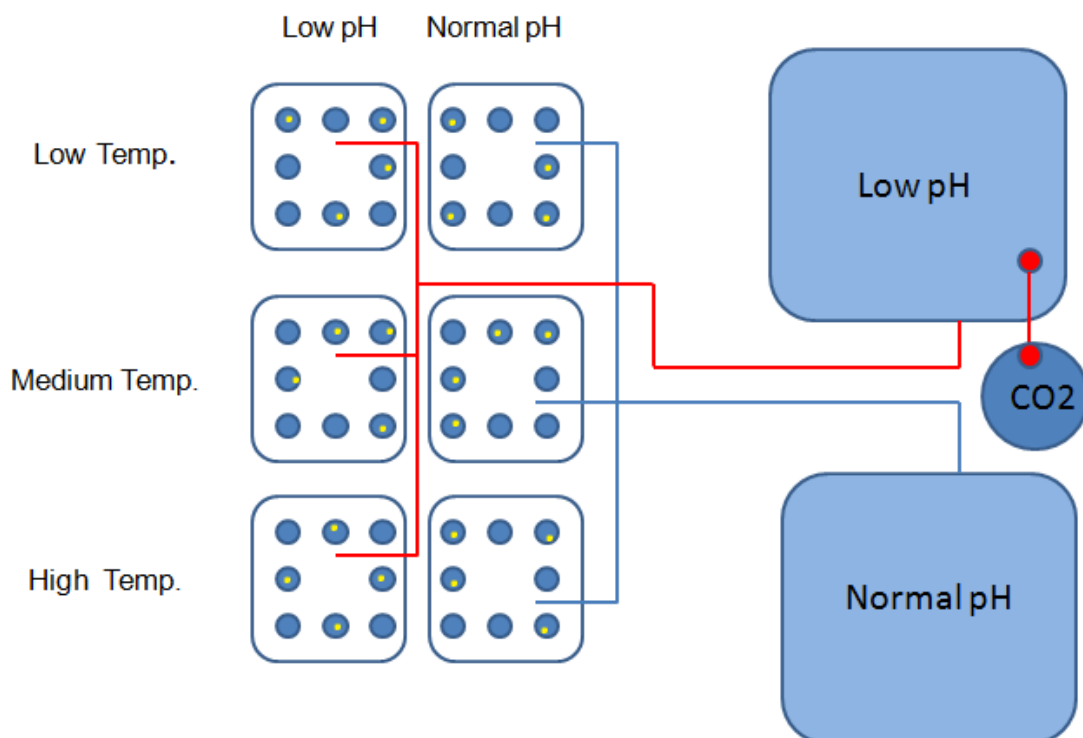 Low pH
Normal pH
Low Temp.
Low pH
Medium Temp.
CO2
High Temp.
Normal pH